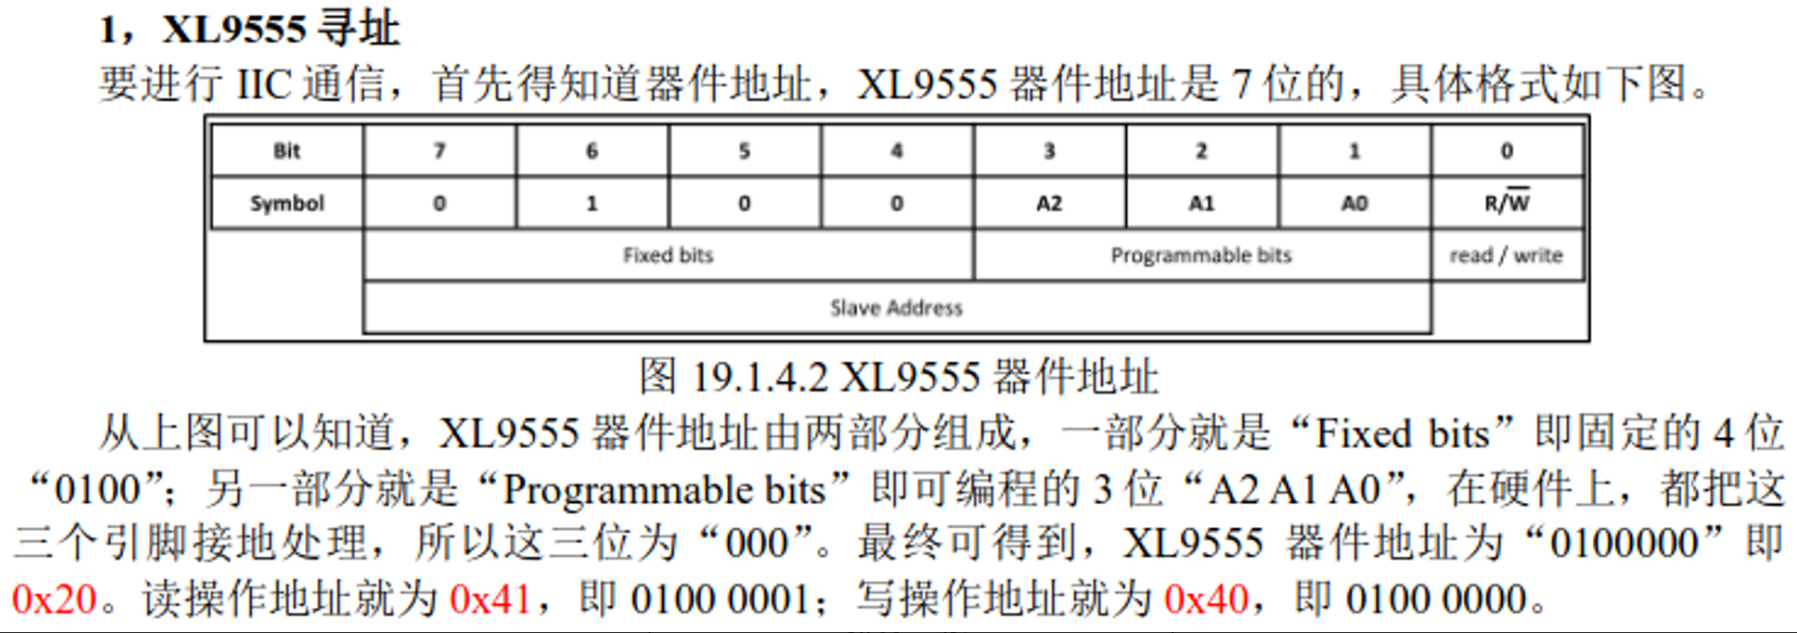 1，XL9555 寻址
要进行 IIC 通信，首先得知道器件地址，XL9555 器件地址是 7 位的，具体格式如下图。
Bit 7 6 5 4 3 2 1 0
Symbol 0 1 0 0 A2 A1 A0 R/W̅
Fixed bits Programmable bits read / write
Slave Address
图 19.1.4.2 XL9555 器件地址
从上图可以知道，XL9555 器件地址由两部分组成，一部分就是“Fixed bits”即固定的 4 位
“0100”；另一部分就是“Programmable bits”即可编程的 3 位“A2 A1 A0”，在硬件上，都把这
三个引脚接地处理，所以这三位为“000”。最终可得到，XL9555 器件地址为“0100000”即
0x20。读操作地址就为 0x41，即 0100 0001；写操作地址就为 0x40，即 0100 0000。